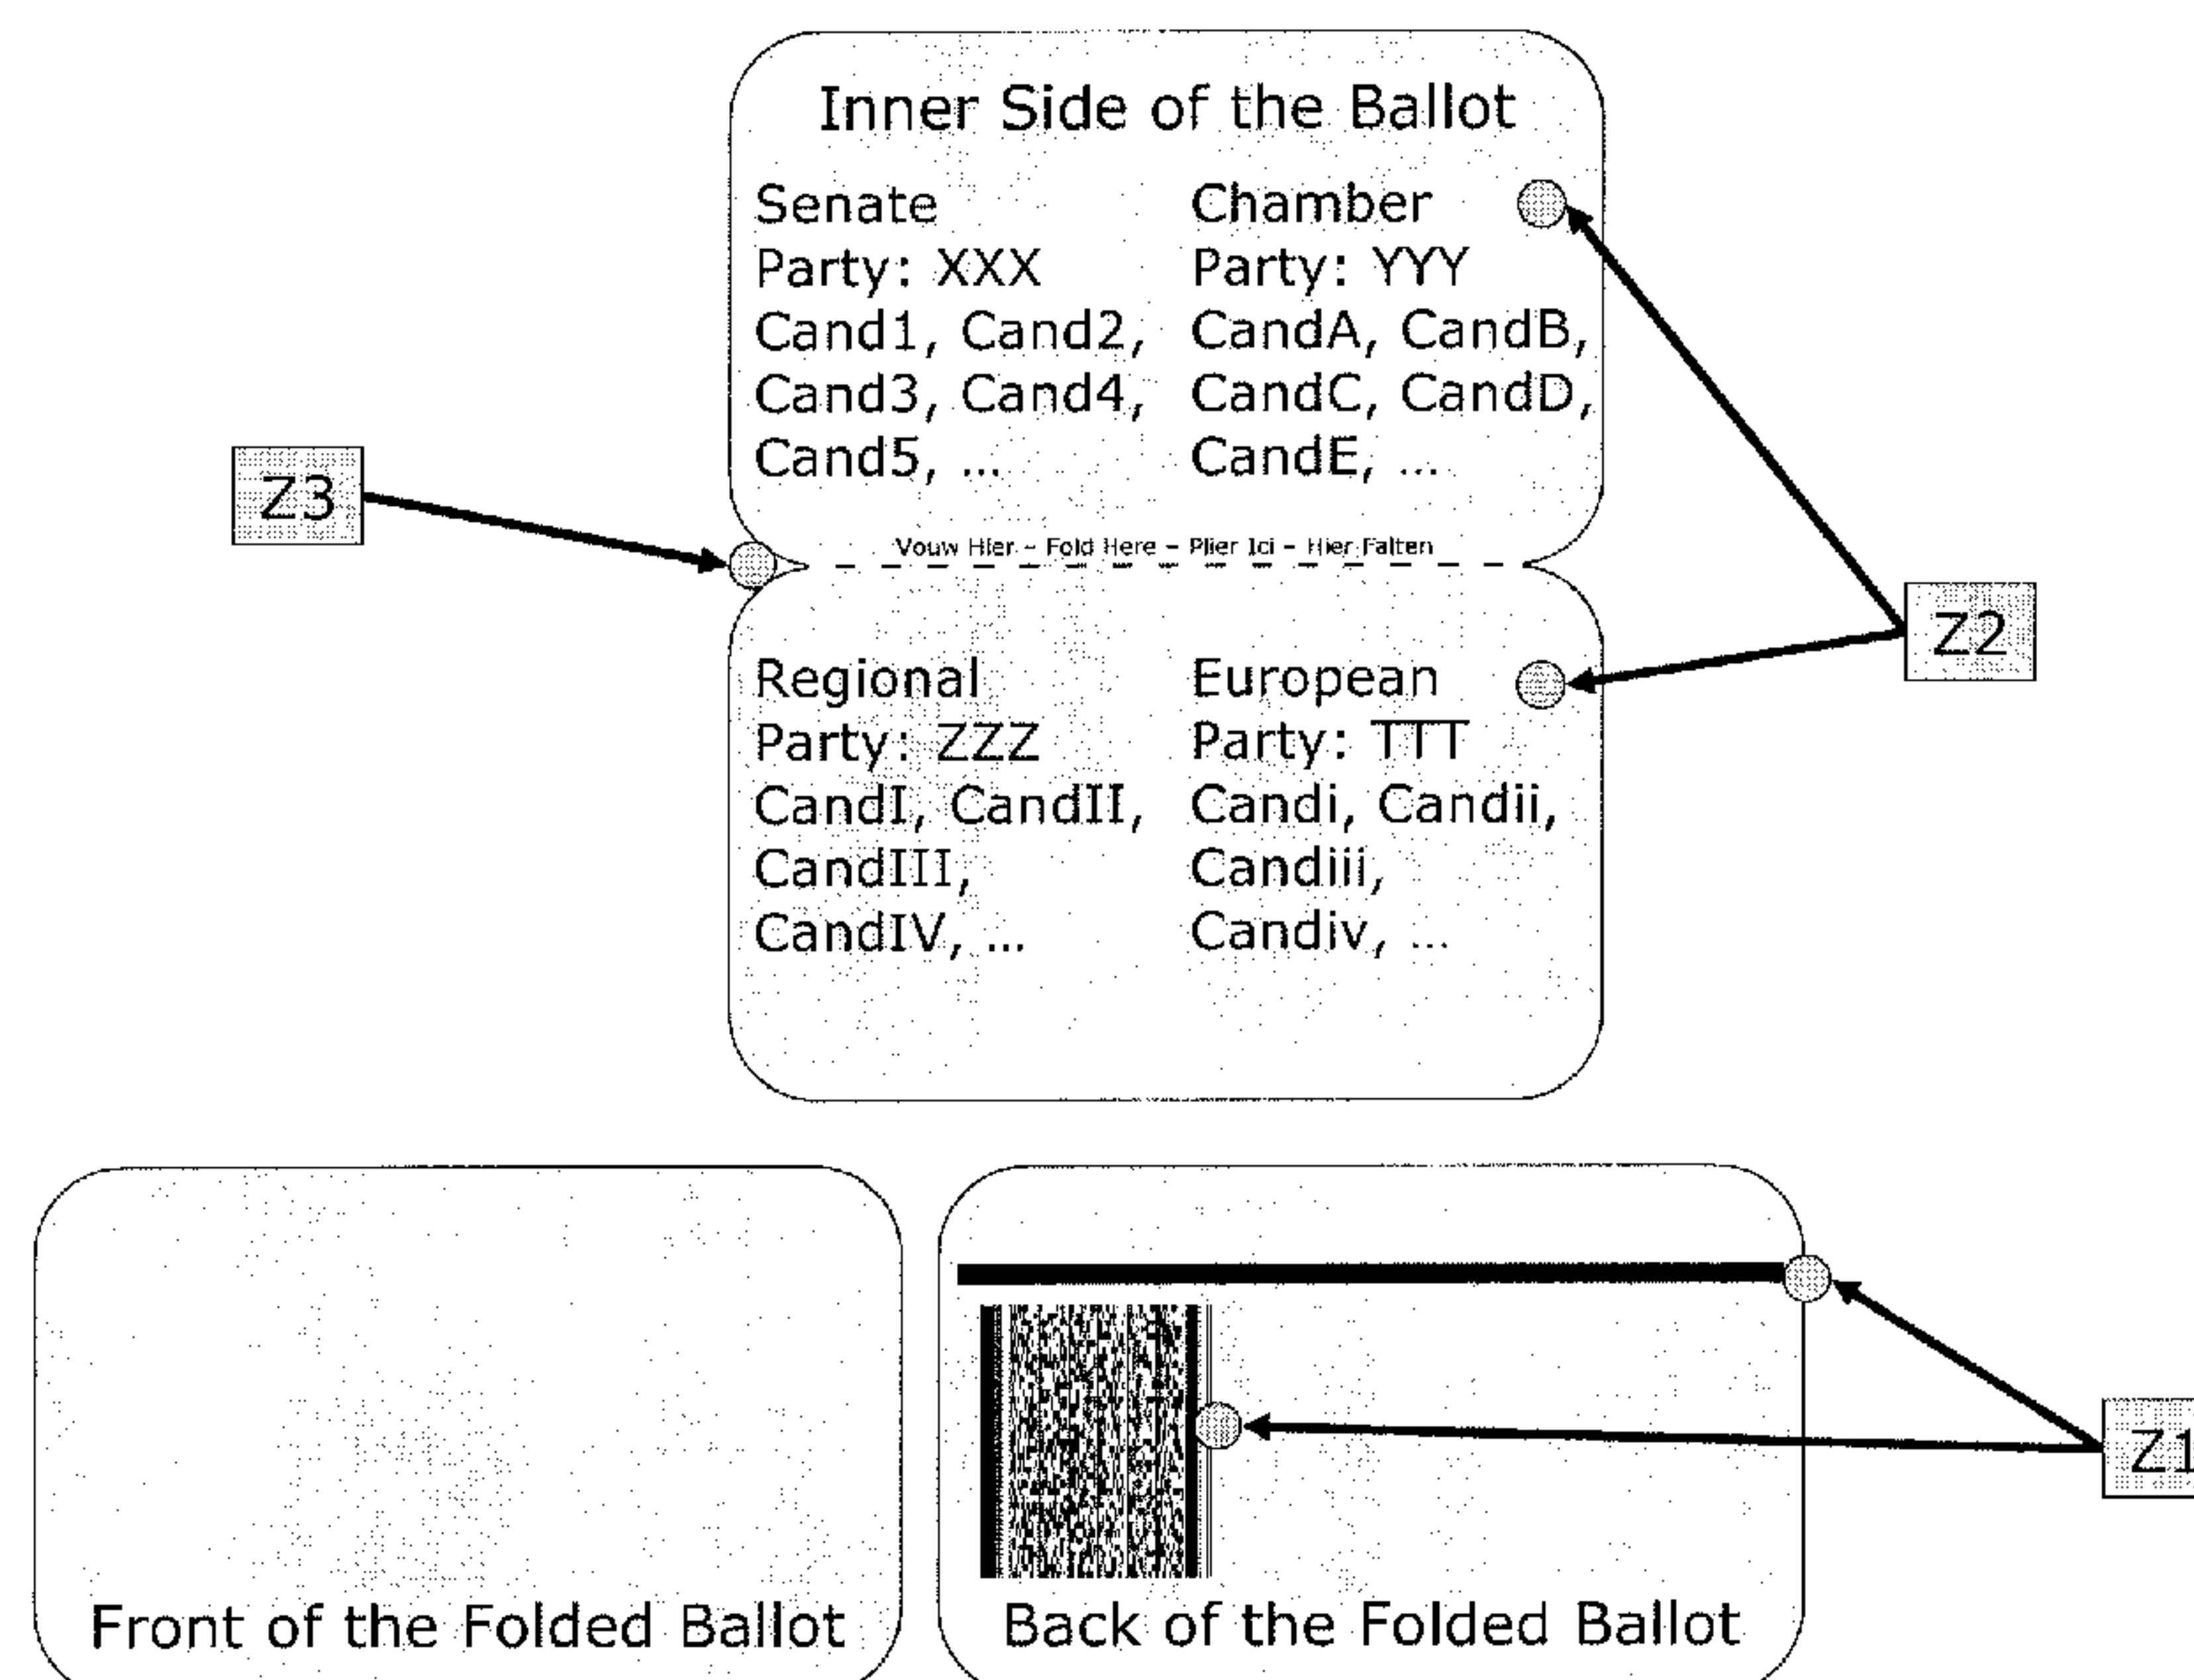 Inner Side of the Ballot
Senate
Party: XXX
Cand1, Cand2,
Cand3, Cand4,
Cand5, ...
Chamber
Party: YYY
CandA, CandB,
CandC, CandD,
CandE, ...
Z3
Vouw Hier – Fold Here – Plier Ici – Hier Falten
Z2
Regional
Party: ZZZ
CandI, CandII,
CandIII,
CandIV, ...
European
Party: TTT
Candi, Candii,
Candiii,
Candiv, ...
Z1
Front of the Folded Ballot
Back of the Folded Ballot